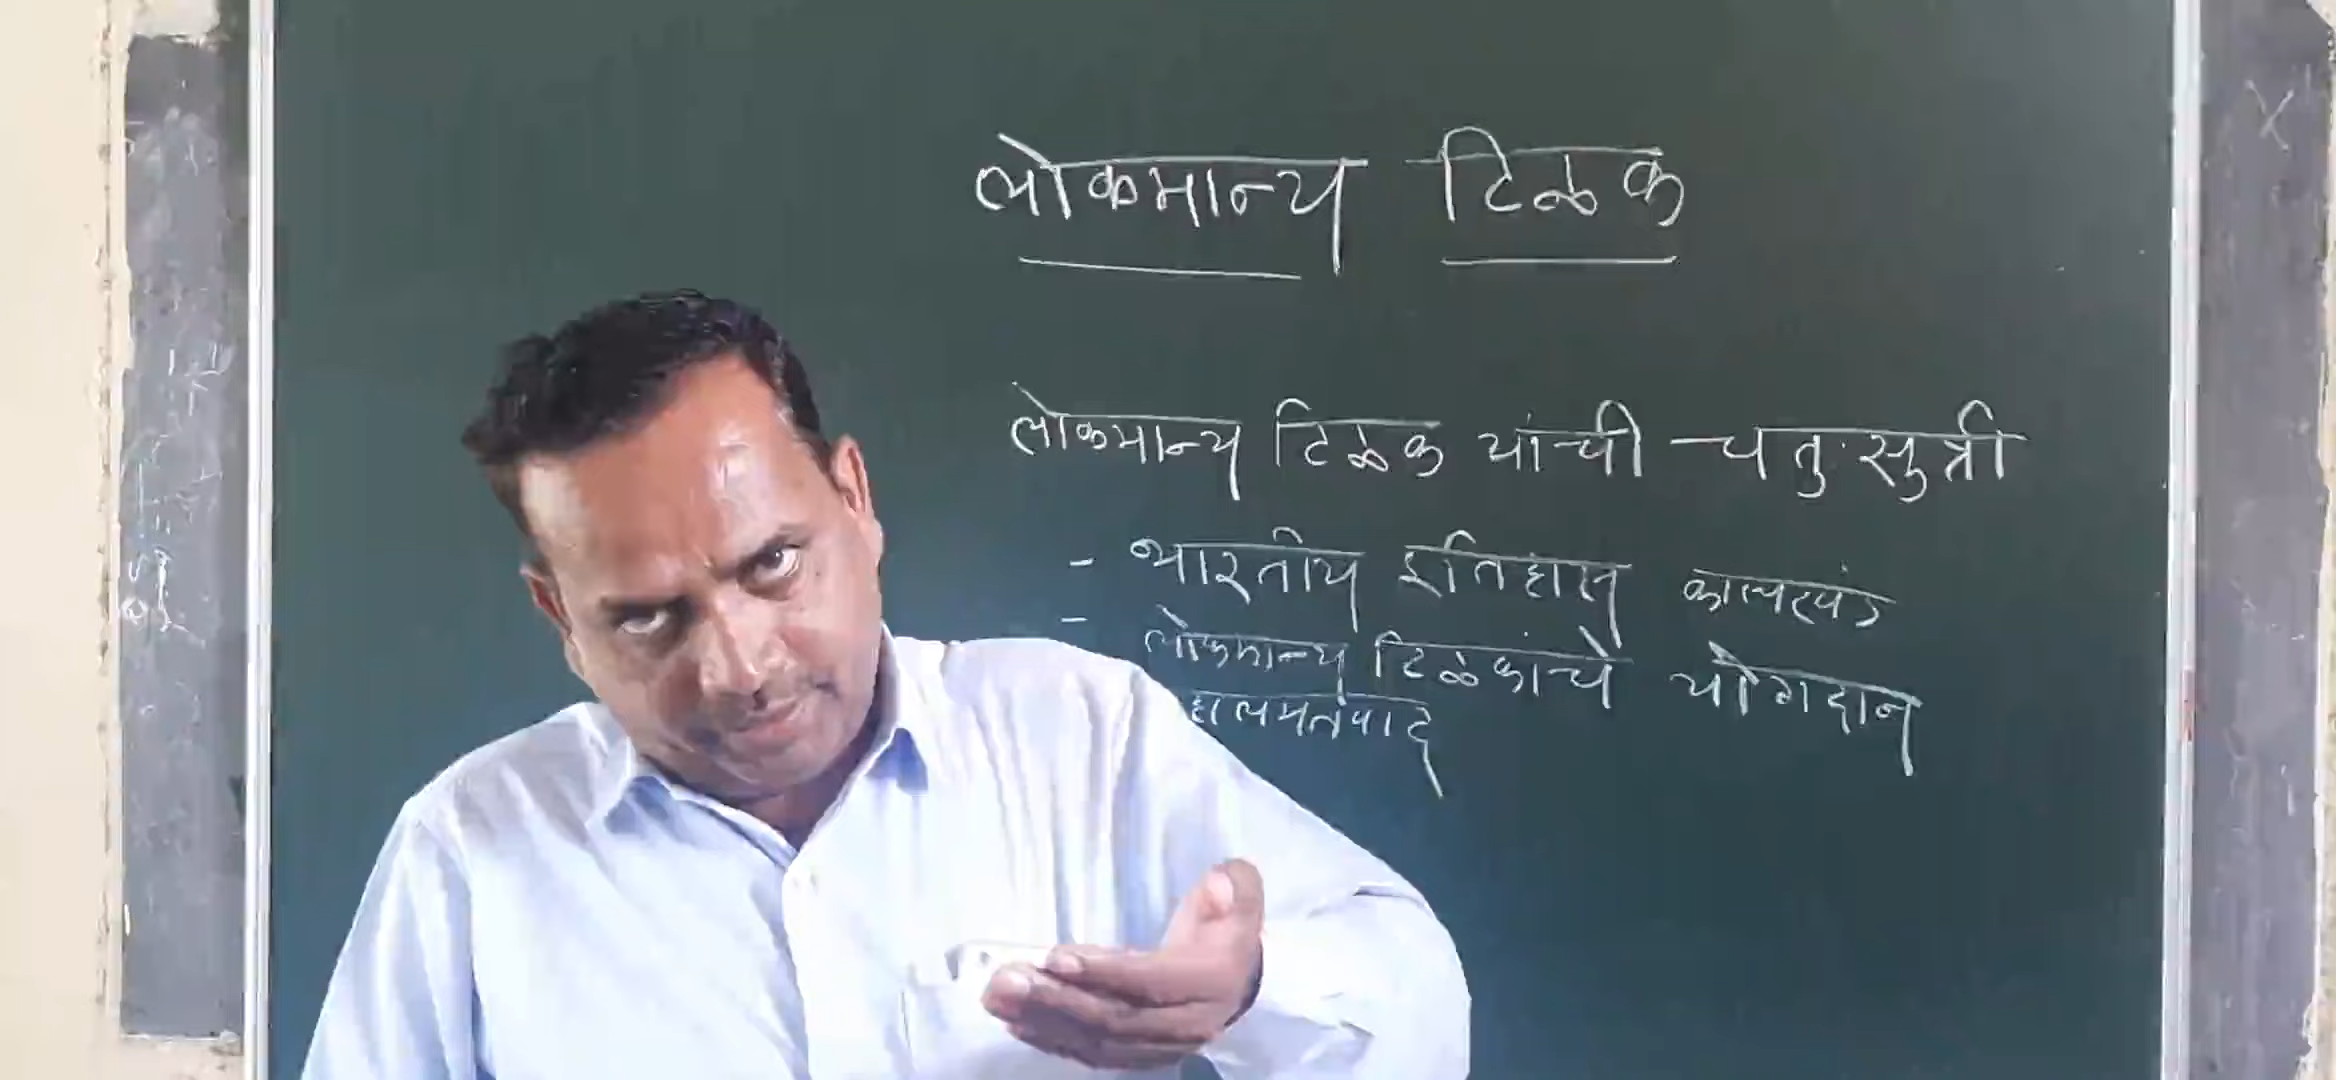 लोकमान्य टिळक
लोकमान्य टिळक यांची चतु:सुत्री
- भारतीय इतिहास कालखंड
- लोकमान्य टिळकांचे योगदान